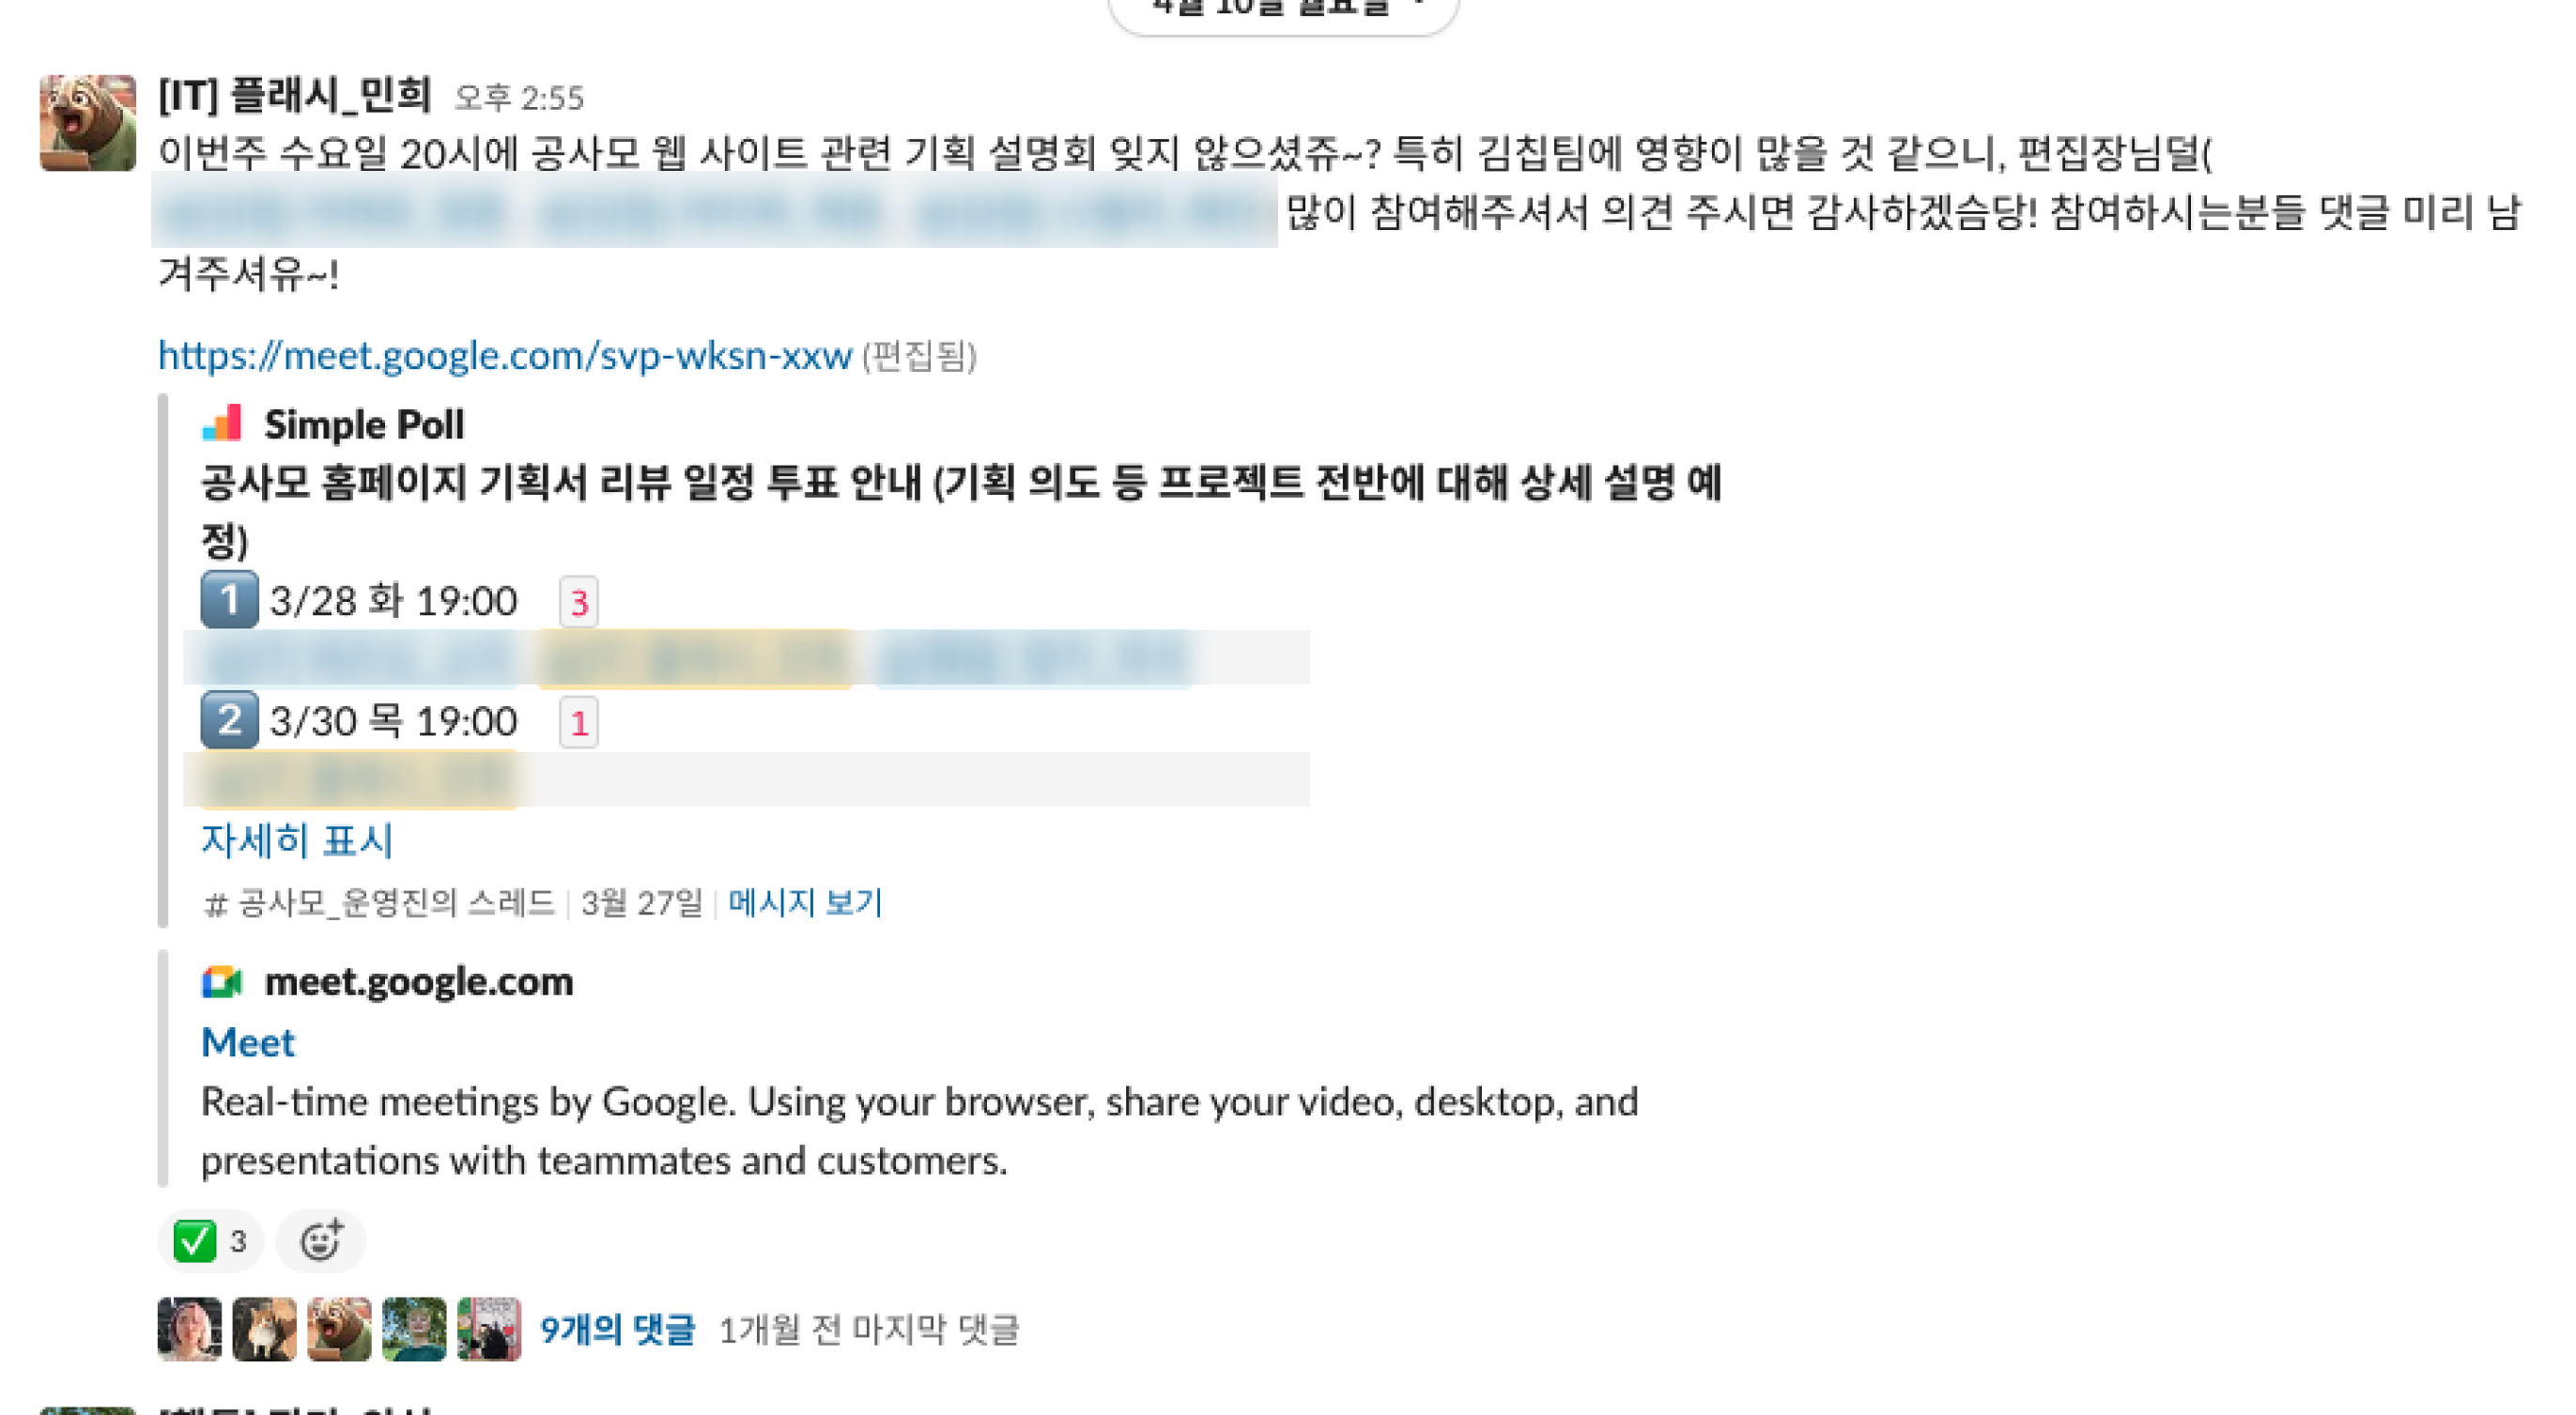 4월 10일 월요일
[IT] 플래시_민희 오후 2:55
이번주 수요일 20시에 공사모 웹 사이트 관련 기획 설명회 잊지 않으셨쥬~? 특히 김칩팀에 영향이 많을 것 같으니, 편집장님덜(
많이 참여해주셔서 의견 주시면 감사하겠슴당! 참여하시는분들 댓글 미리 남
겨주셔유~!
https://meet.google.com/svp-wksn-xxw (편집됨)
Simple Poll
공사모 홈페이지 기획서 리뷰 일정 투표 안내 (기획 의도 등 프로젝트 전반에 대해 상세 설명 예
정)
1 3/28 화 19:00 3
2 3/30 목 19:00 1
자세히 표시
# 공사모_운영진의 스레드 | 3월 27일 | 메시지 보기
meet.google.com
Meet
Real-time meetings by Google. Using your browser, share your video, desktop, and
presentations with teammates and customers.
3
9개의 댓글 1개월 전 마지막 댓글